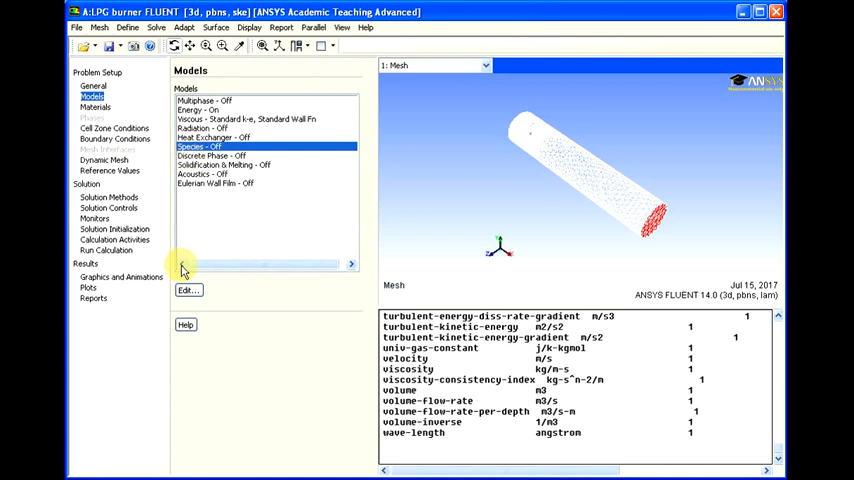 A:LPG burner FLUENT [3d, pbns, ske] [ANSYS Academic Teaching Advanced]
File Mesh Define Solve Adapt Surface Display Report Parallel View Help
Problem Setup
General
Models
Materials
Phases
Cell Zone Conditions
Boundary Conditions
Mesh Interfaces
Dynamic Mesh
Reference Values
Solution
Solution Methods
Solution Controls
Monitors
Solution Initialization
Calculation Activities
Run Calculation
Results
Graphics and Animations
Plots
Reports
Models
Models
Multiphase - Off
Energy - On
Viscous - Standard k-e, Standard Wall Fn
Radiation - Off
Heat Exchanger - Off
Species - Off
Discrete Phase - Off
Solidification & Melting - Off
Acoustics - Off
Eulerian Wall Film - Off
Edit...
Help
1: Mesh
ANSYS
Z Y X
Mesh
Jul 15, 2017
ANSYS FLUENT 14.0 (3d, pbns, lam)
turbulent-energy-diss-rate-gradient m/s3 1
turbulent-kinetic-energy m2/s2 1
turbulent-kinetic-energy-gradient m/s2 1
univ-gas-constant j/k-kgmol 1
velocity m/s 1
viscosity kg/m-s 1
viscosity-consistency-index kg-s^n-2/m 1
volume m3 1
volume-flow-rate m3/s 1
volume-flow-rate-per-depth m3/s-m 1
volume-inverse 1/m3 1
wave-length angstrom 1